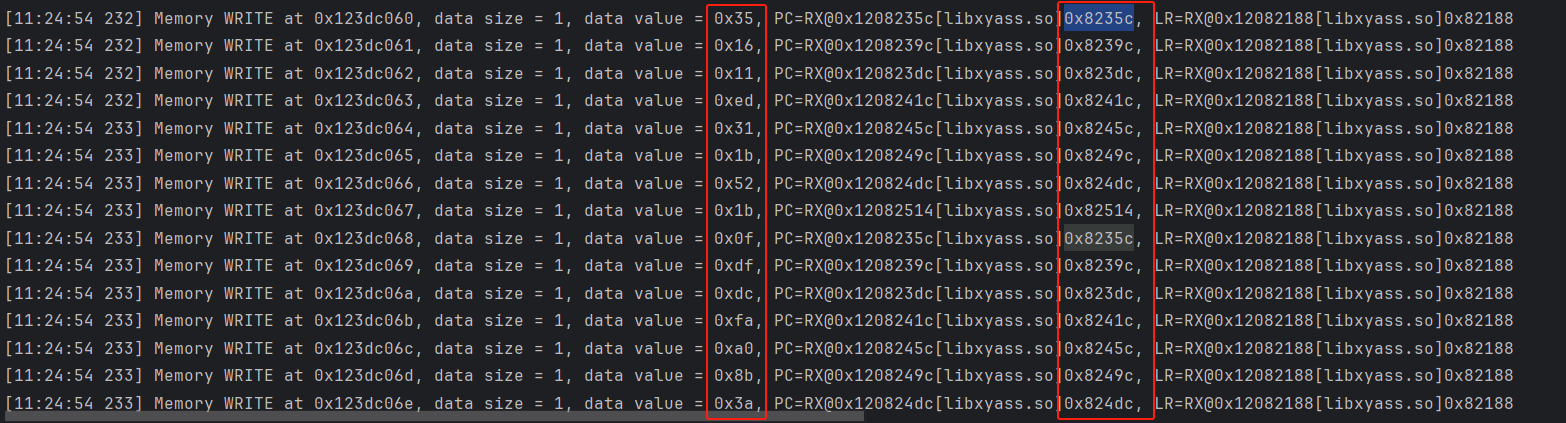 [11:24:54 232] Memory WRITE at 0x123dc060, data size = 1, data value = 0x35, PC=RX@0x1208235c[libxyass.so]0x8235c, LR=RX@0x12082188[libxyass.so]0x82188
[11:24:54 232] Memory WRITE at 0x123dc061, data size = 1, data value = 0x16, PC=RX@0x1208239c[libxyass.so]0x8239c, LR=RX@0x12082188[libxyass.so]0x82188
[11:24:54 232] Memory WRITE at 0x123dc062, data size = 1, data value = 0x11, PC=RX@0x120823dc[libxyass.so]0x823dc, LR=RX@0x12082188[libxyass.so]0x82188
[11:24:54 232] Memory WRITE at 0x123dc063, data size = 1, data value = 0xed, PC=RX@0x1208241c[libxyass.so]0x8241c, LR=RX@0x12082188[libxyass.so]0x82188
[11:24:54 233] Memory WRITE at 0x123dc064, data size = 1, data value = 0x31, PC=RX@0x1208245c[libxyass.so]0x8245c, LR=RX@0x12082188[libxyass.so]0x82188
[11:24:54 233] Memory WRITE at 0x123dc065, data size = 1, data value = 0x1b, PC=RX@0x1208249c[libxyass.so]0x8249c, LR=RX@0x12082188[libxyass.so]0x82188
[11:24:54 233] Memory WRITE at 0x123dc066, data size = 1, data value = 0x52, PC=RX@0x120824dc[libxyass.so]0x824dc, LR=RX@0x12082188[libxyass.so]0x82188
[11:24:54 233] Memory WRITE at 0x123dc067, data size = 1, data value = 0x1b, PC=RX@0x12082514[libxyass.so]0x82514, LR=RX@0x12082188[libxyass.so]0x82188
[11:24:54 233] Memory WRITE at 0x123dc068, data size = 1, data value = 0x0f, PC=RX@0x1208235c[libxyass.so]0x8235c, LR=RX@0x12082188[libxyass.so]0x82188
[11:24:54 233] Memory WRITE at 0x123dc069, data size = 1, data value = 0xdf, PC=RX@0x1208239c[libxyass.so]0x8239c, LR=RX@0x12082188[libxyass.so]0x82188
[11:24:54 233] Memory WRITE at 0x123dc06a, data size = 1, data value = 0xdc, PC=RX@0x120823dc[libxyass.so]0x823dc, LR=RX@0x12082188[libxyass.so]0x82188
[11:24:54 233] Memory WRITE at 0x123dc06b, data size = 1, data value = 0xfa, PC=RX@0x1208241c[libxyass.so]0x8241c, LR=RX@0x12082188[libxyass.so]0x82188
[11:24:54 233] Memory WRITE at 0x123dc06c, data size = 1, data value = 0xa0, PC=RX@0x1208245c[libxyass.so]0x8245c, LR=RX@0x12082188[libxyass.so]0x82188
[11:24:54 233] Memory WRITE at 0x123dc06d, data size = 1, data value = 0x8b, PC=RX@0x1208249c[libxyass.so]0x8249c, LR=RX@0x12082188[libxyass.so]0x82188
[11:24:54 233] Memory WRITE at 0x123dc06e, data size = 1, data value = 0x3a, PC=RX@0x120824dc[libxyass.so]0x824dc, LR=RX@0x12082188[libxyass.so]0x82188